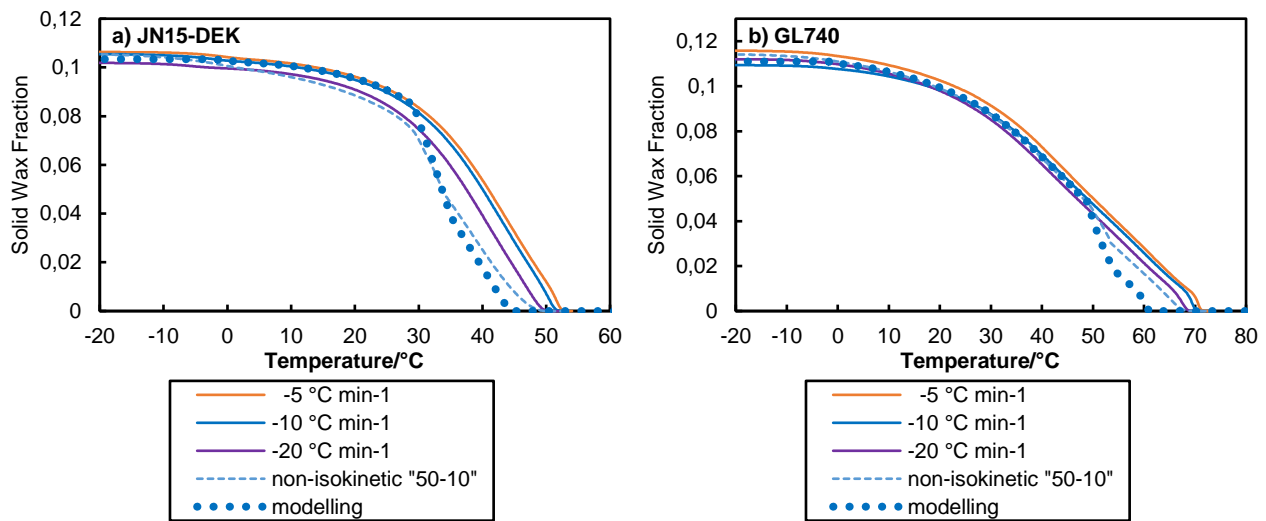 a) JN15-DEK
Solid Wax Fraction
0,12
0,1
0,08
0,06
0,04
0,02
0
-20 -10 0 10 20 30 40 50 60
Temperature/°C
-5 °C min-1
-10 °C min-1
-20 °C min-1
non-isokinetic "50-10"
modelling
b) GL740
Solid Wax Fraction
0,12
0,1
0,08
0,06
0,04
0,02
0
-20 -10 0 10 20 30 40 50 60 70 80
Temperature/°C
-5 °C min-1
-10 °C min-1
-20 °C min-1
non-isokinetic "50-10"
modelling